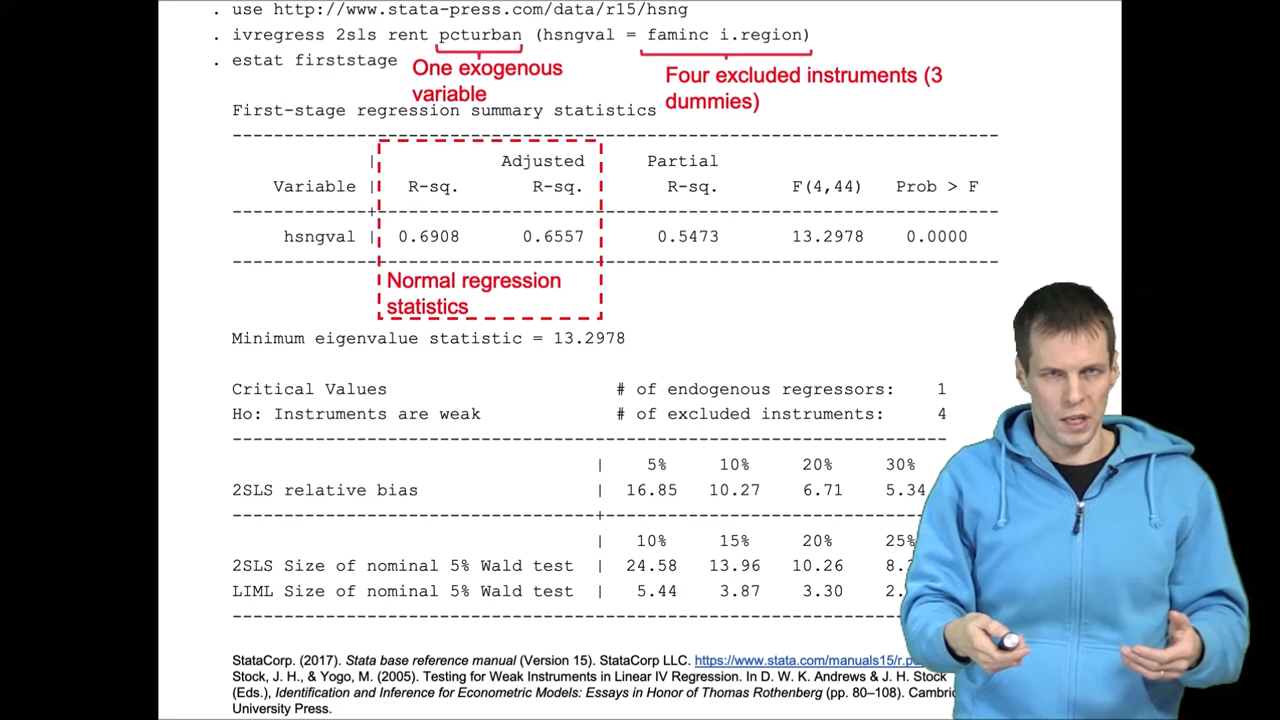 . use http://www.stata-press.com/data/r15/hsng
. ivregress 2sls rent pcturban (hsngval = faminc i.region)
. estat firststage
One exogenous variable
Four excluded instruments (3 dummies)
First-stage regression summary statistics
--------------------------------------------------------------------------
| Adjusted Partial
Variable | R-sq. R-sq. R-sq. F(4,44) Prob > F
-------------+------------------------------------------------------------
hsngval | 0.6908 0.6557 0.5473 13.2978 0.0000
--------------------------------------------------------------------------
Normal regression
statistics
Minimum eigenvalue statistic = 13.2978
Critical Values # of endogenous regressors: 1
Ho: Instruments are weak # of excluded instruments: 4
---------------------------------------------------------------------
| 5% 10% 20% 30%
2SLS relative bias | 16.85 10.27 6.71 5.34
-----------------------------------+---------------------------------
| 10% 15% 20% 25%
2SLS Size of nominal 5% Wald test | 24.58 13.96 10.26
LIML Size of nominal 5% Wald test | 5.44 3.87 3.30
---------------------------------------------------------------------
StataCorp. (2017). Stata base reference manual (Version 15). StataCorp LLC. https://www.stata.com/manuals15/r.p
Stock, J. H., & Yogo, M. (2005). Testing for Weak Instruments in Linear IV Regression. In D. W. K. Andrews & J. H. Stock
(Eds.), Identification and Inference for Econometric Models: Essays in Honor of Thomas Rothenberg (pp. 80–108). Cambri
University Press.